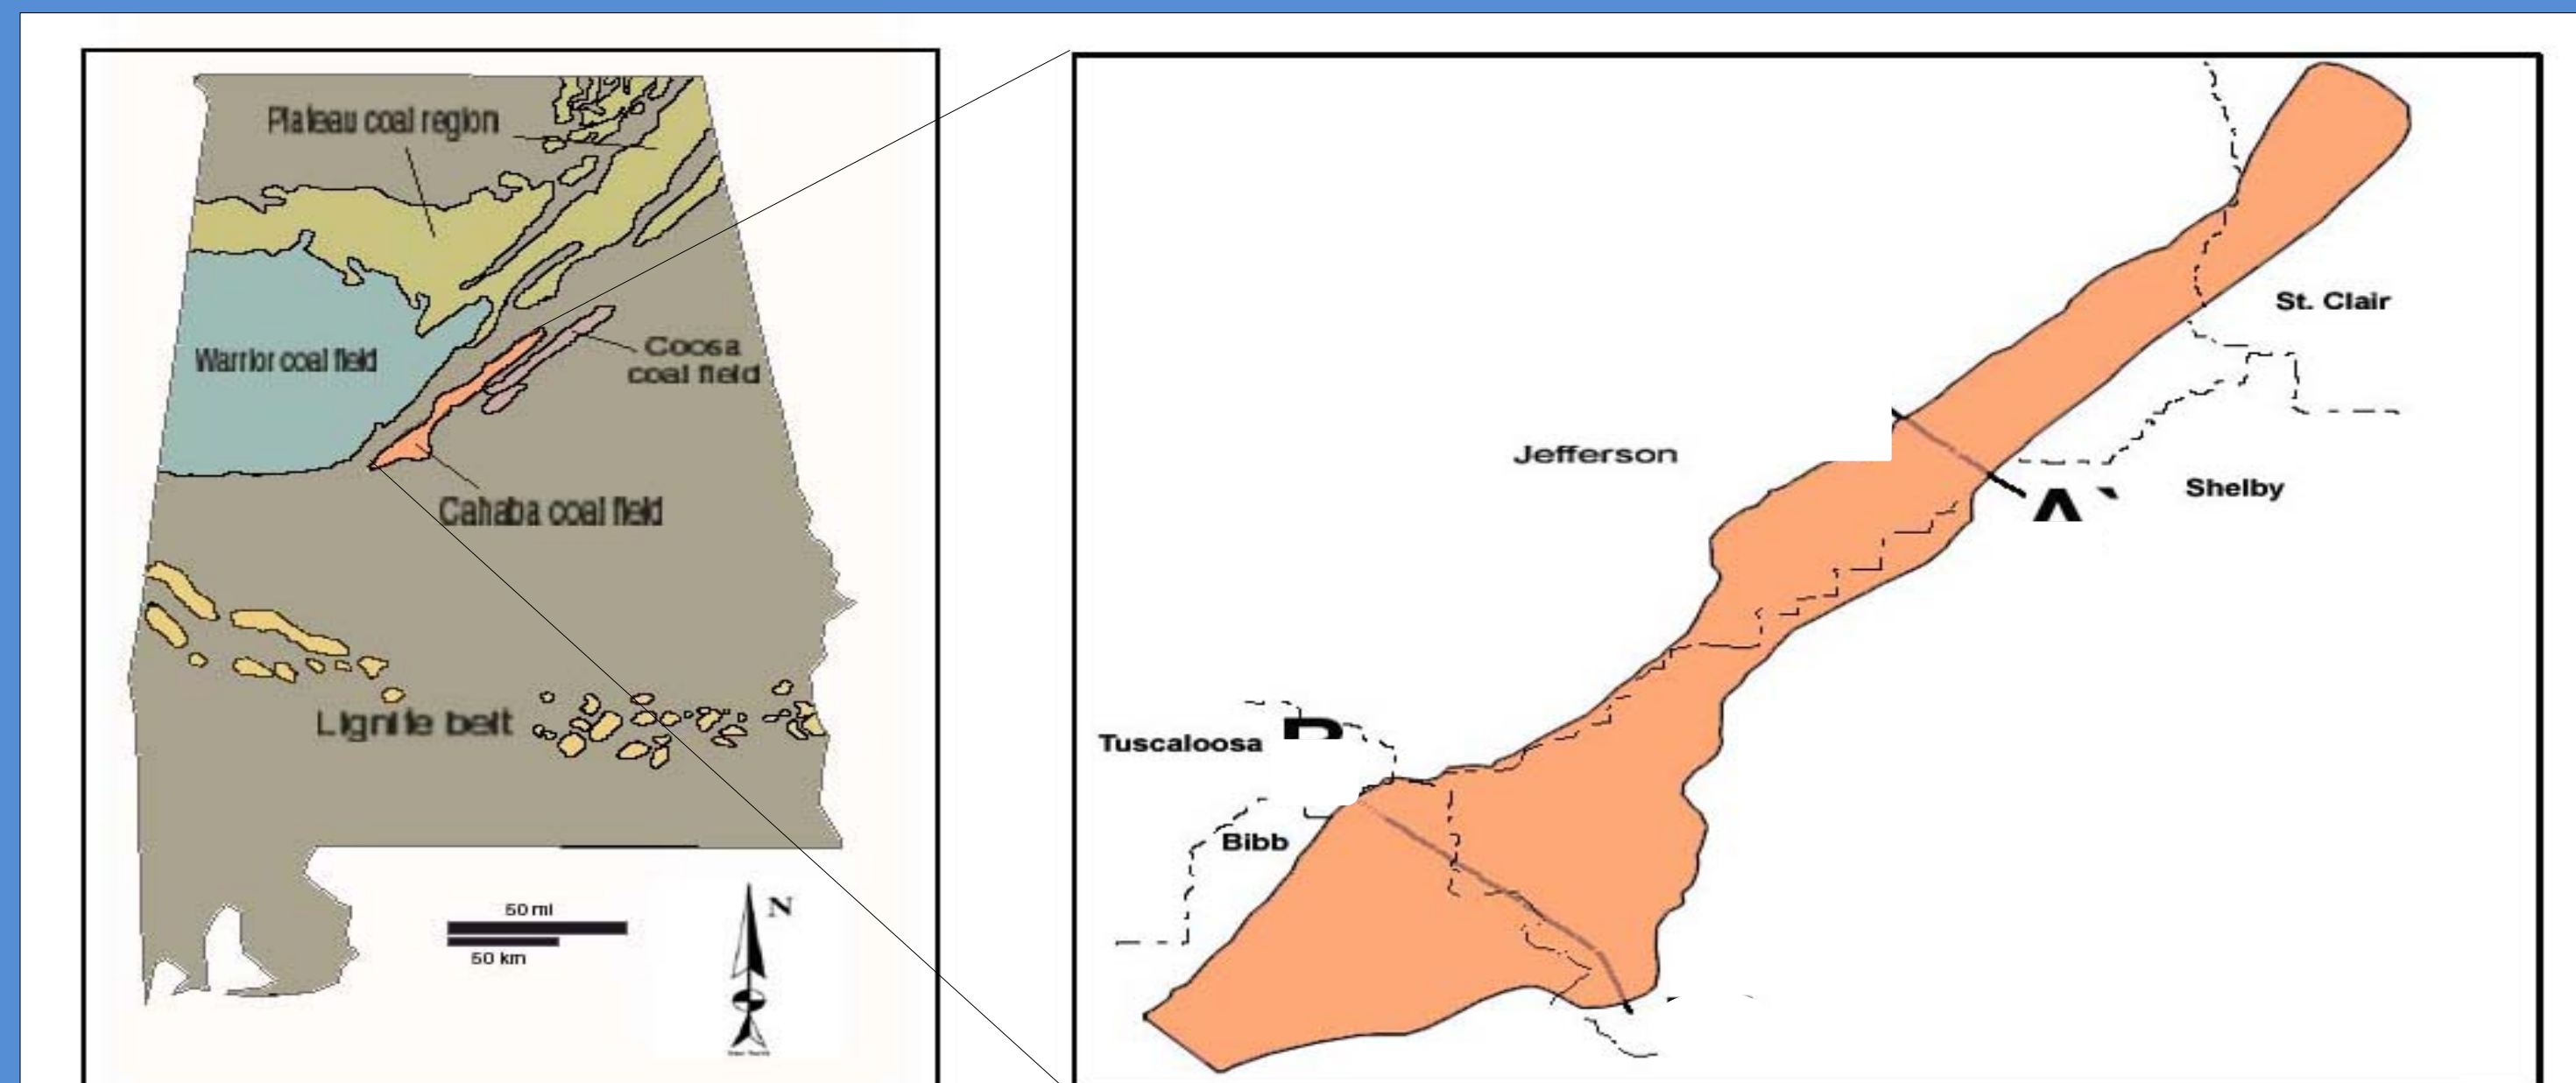 Plateau coal region
Warrior coal field
Coosa
coal field
Cahaba coal field
Lignite belt
50 mi
50 km
N
St. Clair
Jefferson
Shelby
A`
Tuscaloosa
Bibb